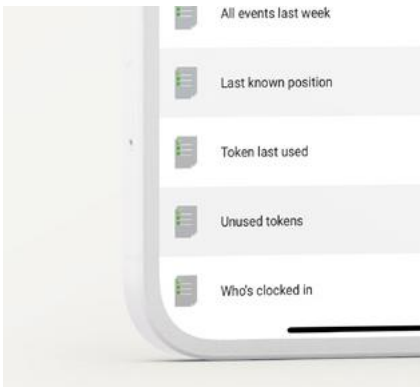 All events last week
Last known position
Token last used
Unused tokens
Who's clocked in